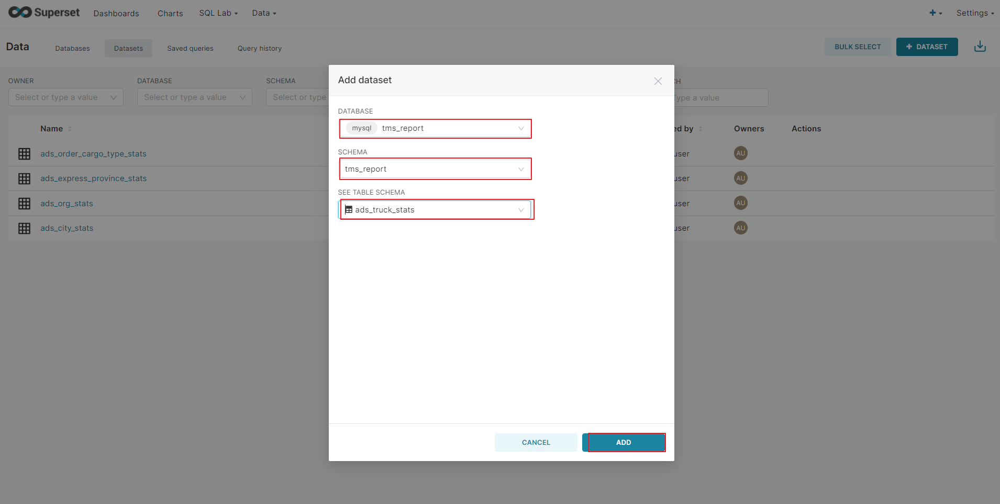 Superset Dashboards Charts SQL Lab Data Settings
Data Databases Datasets Saved queries Query history BULK SELECT + DATASET
Add dataset
OWNER DATABASE SCHEMA
Select or type a value Select or type a value Select or type Type a value
DATABASE
mysql tms_report
Name ed by Owners Actions
SCHEMA
ads_order_cargo_type_stats user AU
tms_report
ads_express_province_stats user AU
SEE TABLE SCHEMA
ads_org_stats user AU
ads_truck_stats
ads_city_stats user AU
CANCEL ADD